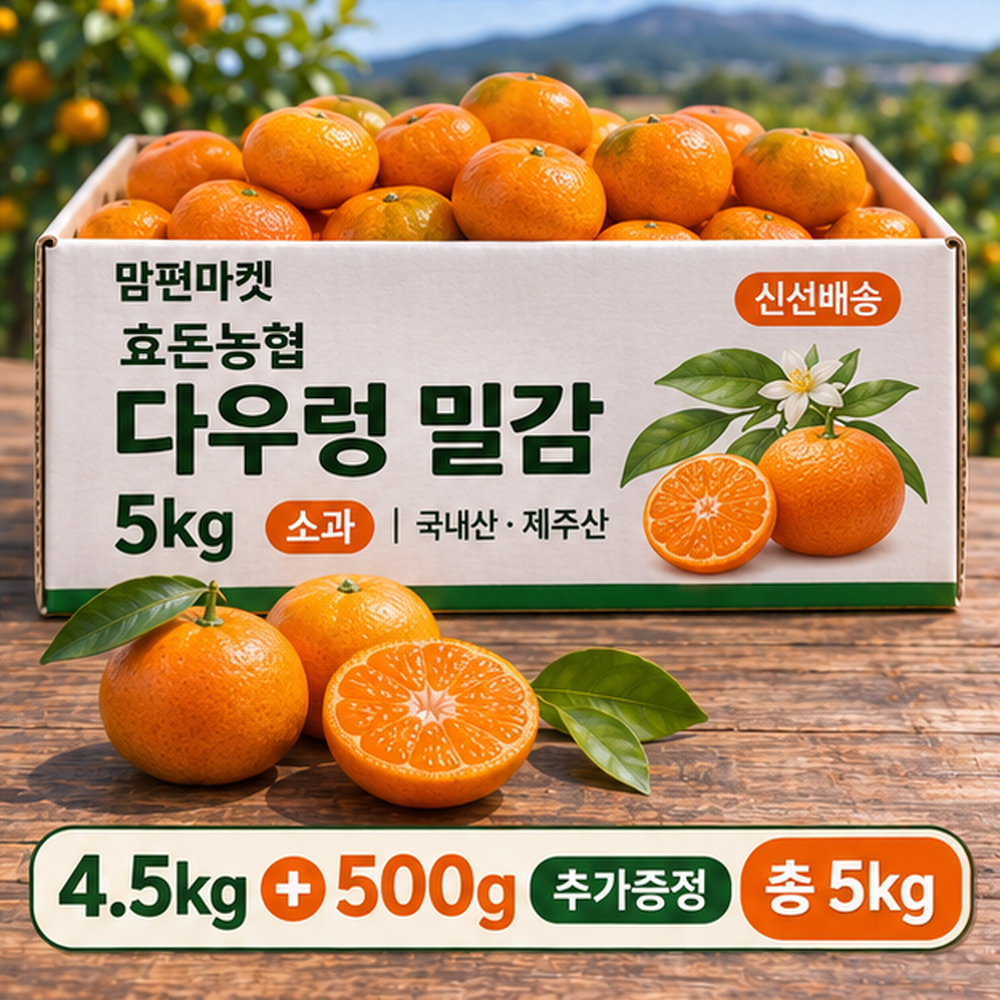 맘편마켓
신선배송
효돈농협
다우렁 밀감
5kg 소과 | 국내산 · 제주산
4.5kg + 500g 추가증정 총 5kg